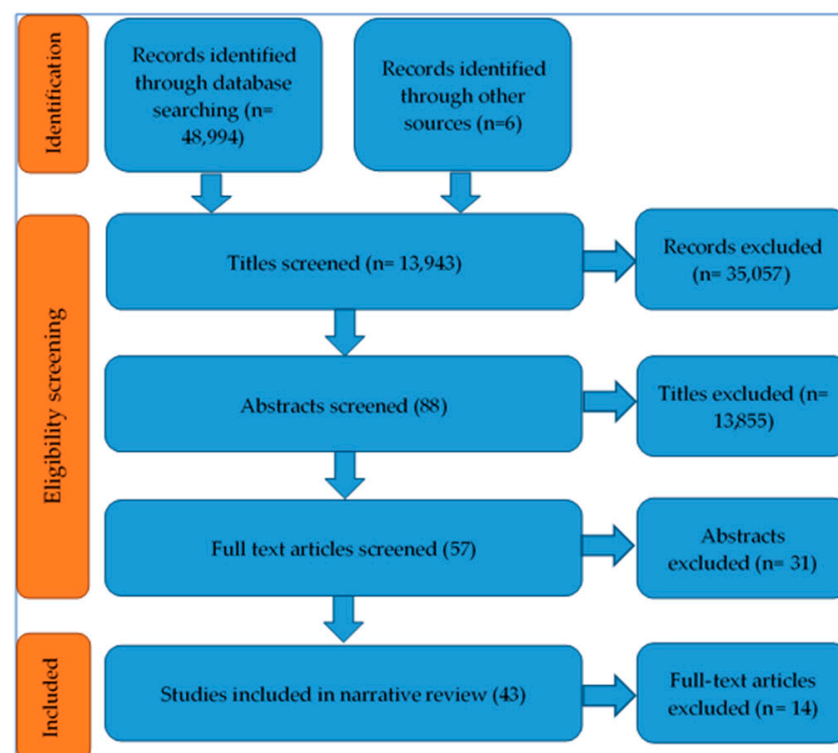 Identification
Records identified
through database
searching (n=
48,994)
Records identified
through other
sources (n=6)
Eligibility screening
Titles screened (n= 13,943)
Records excluded
(n= 35,057)
Abstracts screened (88)
Titles excluded (n=
13,855)
Full text articles screened (57)
Abstracts
excluded (n= 31)
Included
Studies included in narrative review (43)
Full-text articles
excluded (n= 14)